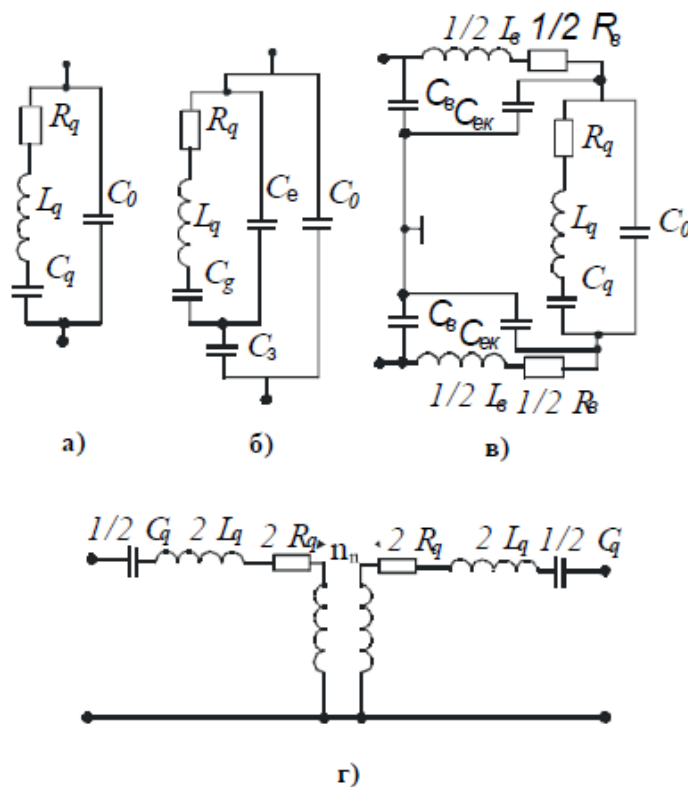 1/2 Lв 1/2 Rв
Rq
Lq
Cq
C0
а)
Rq
Lq
Cg
Cе
C0
Cз
б)
Cв Cек
Rq
Lq
Cq
C0
Cв Cек
1/2 Lв 1/2 Rв
в)
1/2 Cq 2 Lq 2 Rq nп 2 Rq 2 Lq 1/2 Cq
г)